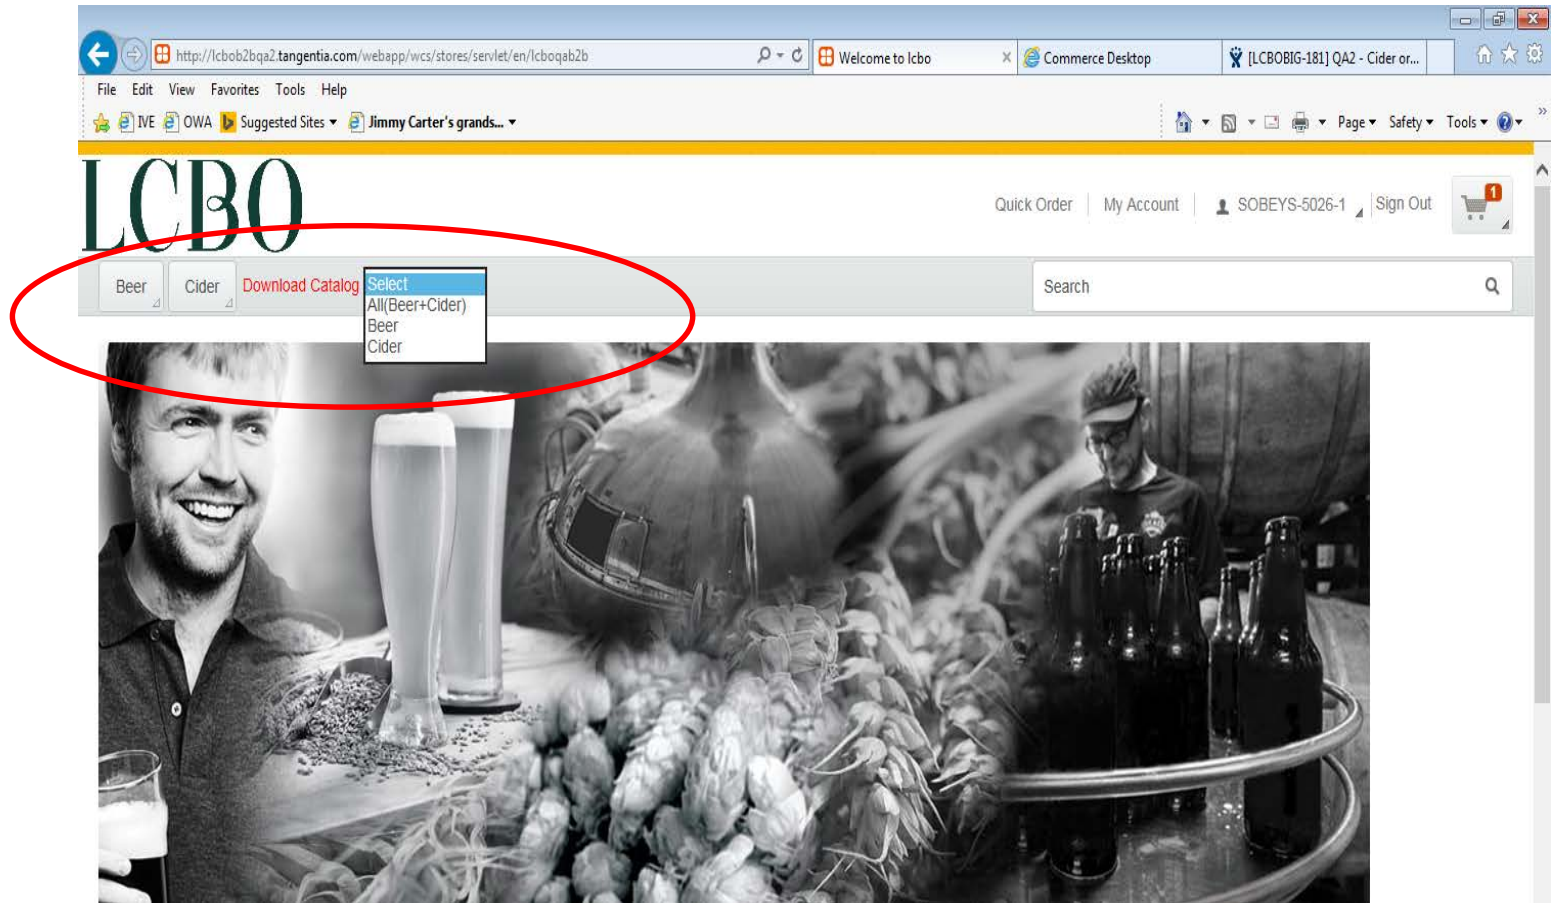 http://lcbob2bqa2.tangentia.com/webapp/wcs/stores/servlet/en/lcboqab2b
Welcome to lcbo
Commerce Desktop
[LCBOBIG-181] QA2 - Cider or...
File Edit View Favorites Tools Help
IVE OWA Suggested Sites Jimmy Carter's grands...
Page Safety Tools
LCBO
Quick Order My Account SOBEYS-5026-1 Sign Out 1
Beer Cider Download Catalog Select
All(Beer+Cider)
Beer
Cider
Search